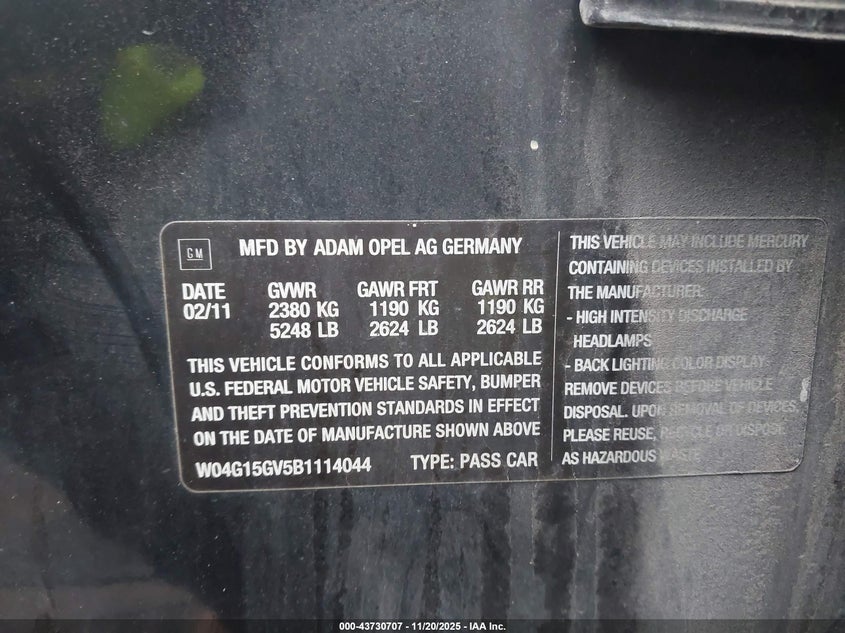 GM
MFD BY ADAM OPEL AG GERMANY
DATE GVWR GAWR FRT GAWR RR
02/11 2380 KG 1190 KG 1190 KG
5248 LB 2624 LB 2624 LB
THIS VEHICLE CONFORMS TO ALL APPLICABLE
U.S. FEDERAL MOTOR VEHICLE SAFETY, BUMPER
AND THEFT PREVENTION STANDARDS IN EFFECT
ON THE DATE OF MANUFACTURE SHOWN ABOVE
W04G15GV5B1114044 TYPE: PASS CAR
THIS VEHICLE MAY INCLUDE MERCURY
CONTAINING DEVICES INSTALLED BY
THE MANUFACTURER
- HIGH INTENSITY DISCHARGE
HEADLAMPS
- BACK LIGHTING COLOR DISPLAY
REMOVE DEVICES BEFORE VEHICLE
DISPOSAL. UPON REMOVAL OF DEVICES,
PLEASE REUSE, RECYCLE OR DISPOSE
AS HAZARDOUS WASTE
000-43730707 - 11/20/2025 - IAA Inc.